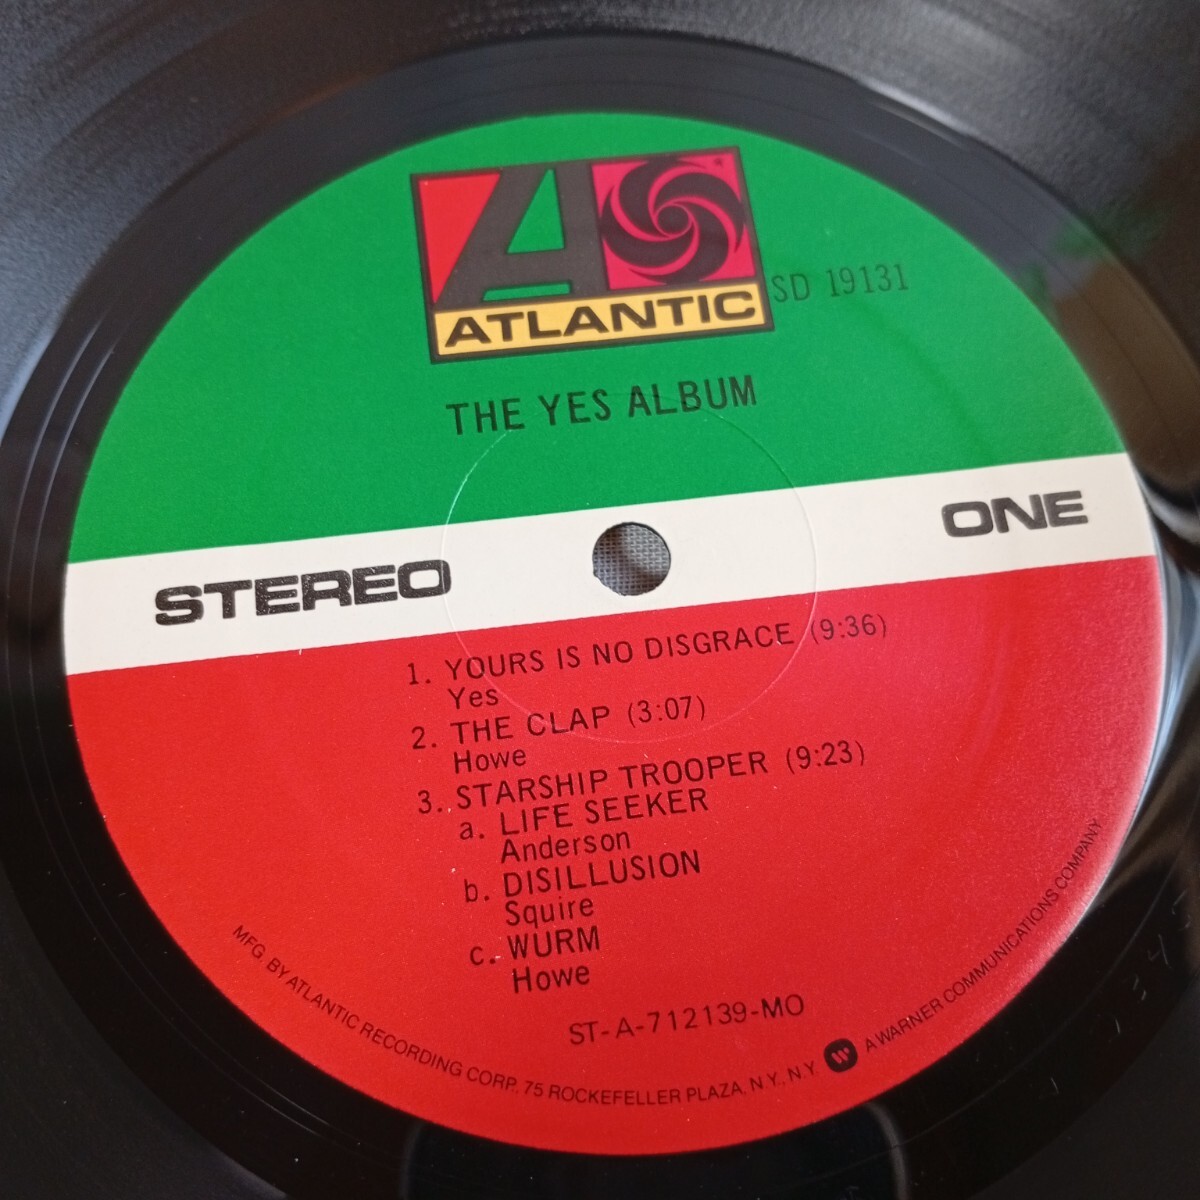 ATLANTIC
®
SD 19131
THE YES ALBUM
STEREO
ONE
1. YOURS IS NO DISGRACE (9:36)
Yes
2. THE CLAP (3:07)
Howe
3. STARSHIP TROOPER (9:23)
a. LIFE SEEKER
Anderson
b. DISILLUSION
Squire
c. WURM
Howe
ST-A-712139-MO
MFG. BY ATLANTIC RECORDING CORP., 75 ROCKEFELLER PLAZA, N.Y., N.Y. A WARNER COMMUNICATIONS COMPANY